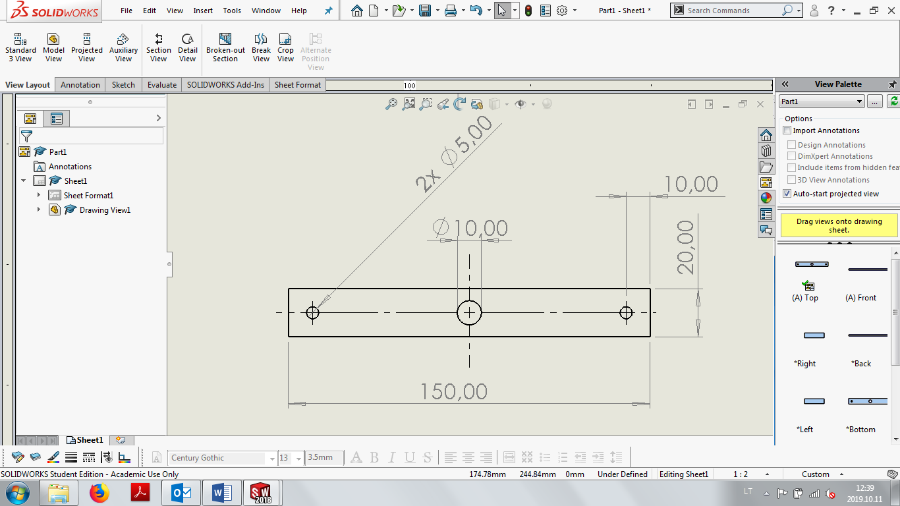 SOLIDWORKS
File Edit View Insert Tools Window Help
Part1 - Sheet1 *
Search Commands
Standard 3 View
Model View
Projected View
Auxiliary View
Section View
Detail View
Broken-out Section
Break View
Crop View
Alternate Position View
View Layout Annotation Sketch Evaluate SOLIDWORKS Add-Ins Sheet Format
100
View Palette
Part1
...
Options
Import Annotations
Design Annotations
DimXpert Annotations
Include items from hidden fea
3D View Annotations
Auto-start projected view
Drag views onto drawing
sheet.
(A) Top
(A) Front
*Right
*Back
*Left
*Bottom
Part1
Annotations
Sheet1
Sheet Format1
Drawing View1
2x Ø5,00
10,00
Ø10,00
20,00
150,00
Sheet1
Century Gothic 13 3.5mm A B I U S
SOLIDWORKS Student Edition - Academic Use Only
174.78mm 244.84mm 0mm Under Defined Editing Sheet1 1 : 2 Custom
LT
12:39
2019.10.11
SW
2018